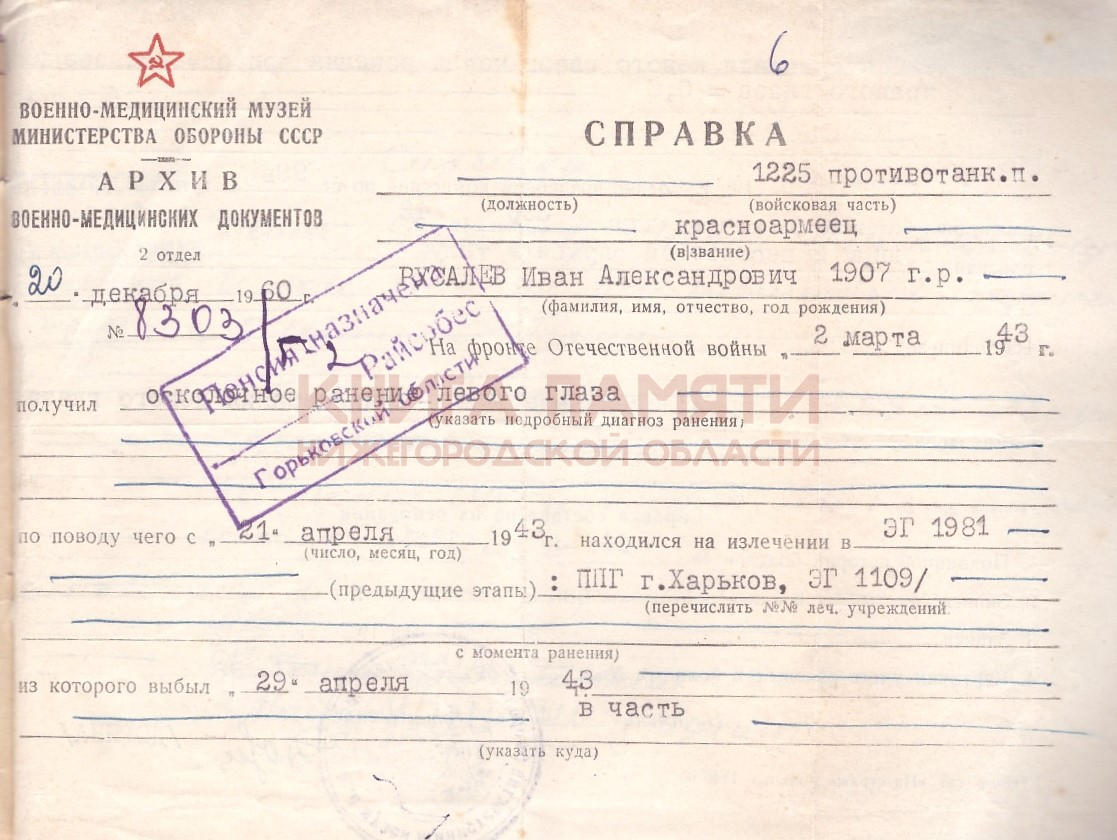 6
ВОЕННО-МЕДИЦИНСКИЙ МУЗЕЙ
МИНИСТЕРСТВА ОБОРОНЫ СССР
АРХИВ
ВОЕННО-МЕДИЦИНСКИХ ДОКУМЕНТОВ
2 отдел
„20" декабря 1960 г.
№ 8303/ 2
СПРАВКА
1225 противотанк.п.
(должность) (войсковая часть)
красноармеец
(в|звание)
РУСАЛЕВ Иван Александрович 1907 г.р.
(фамилия, имя, отчество, год рождения)
На фронте Отечественной войны „ 2 марта 1943 г.
получил осколочное ранение левого глаза
(указать подробный диагноз ранения)
Пенсия назначена
Райсобес
Горьковской области
КНИГА ПАМЯТИ
НИЖЕГОРОДСКОЙ ОБЛАСТИ
по поводу чего с „21" апреля 1943г. находился на излечении в ЭГ 1981
(число, месяц, год)
(предыдущие этапы) : ППГ г.Харьков, ЭГ 1109/
(перечислить №№ леч. учреждений
с момента ранения)
из которого выбыл „29" апреля 1943 г.
в часть
(указать куда)